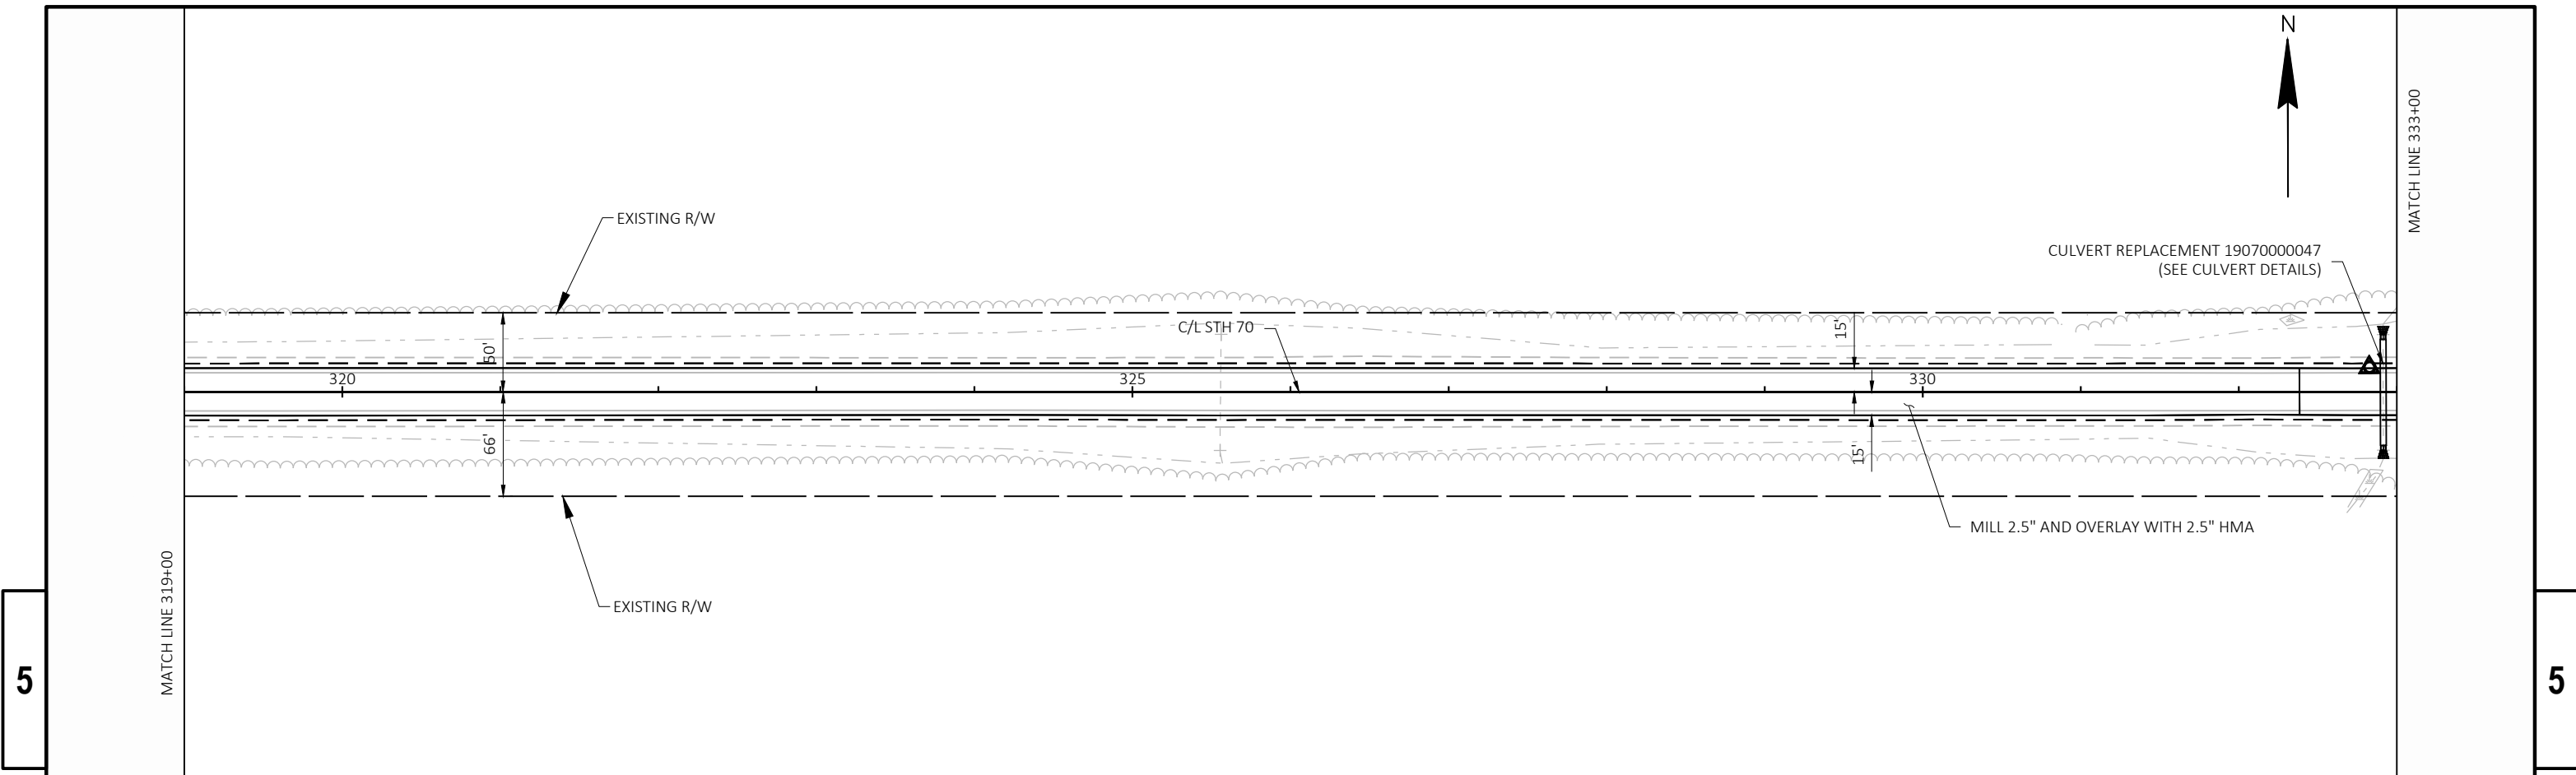 N
MATCH LINE 333+00
EXISTING R/W
CULVERT REPLACEMENT 19070000047
(SEE CULVERT DETAILS)
C/L STH 70
50'
15'
320
325
330
66'
15'
MILL 2.5" AND OVERLAY WITH 2.5" HMA
EXISTING R/W
MATCH LINE 319+00
5
5